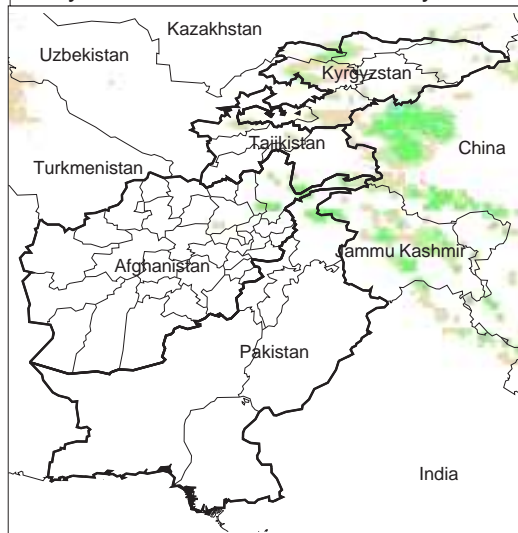 Kazakhstan
Uzbekistan
Kyrgyzstan
Tajikistan
China
Turkmenistan
Jammu Kashmir
Afghanistan
Pakistan
India